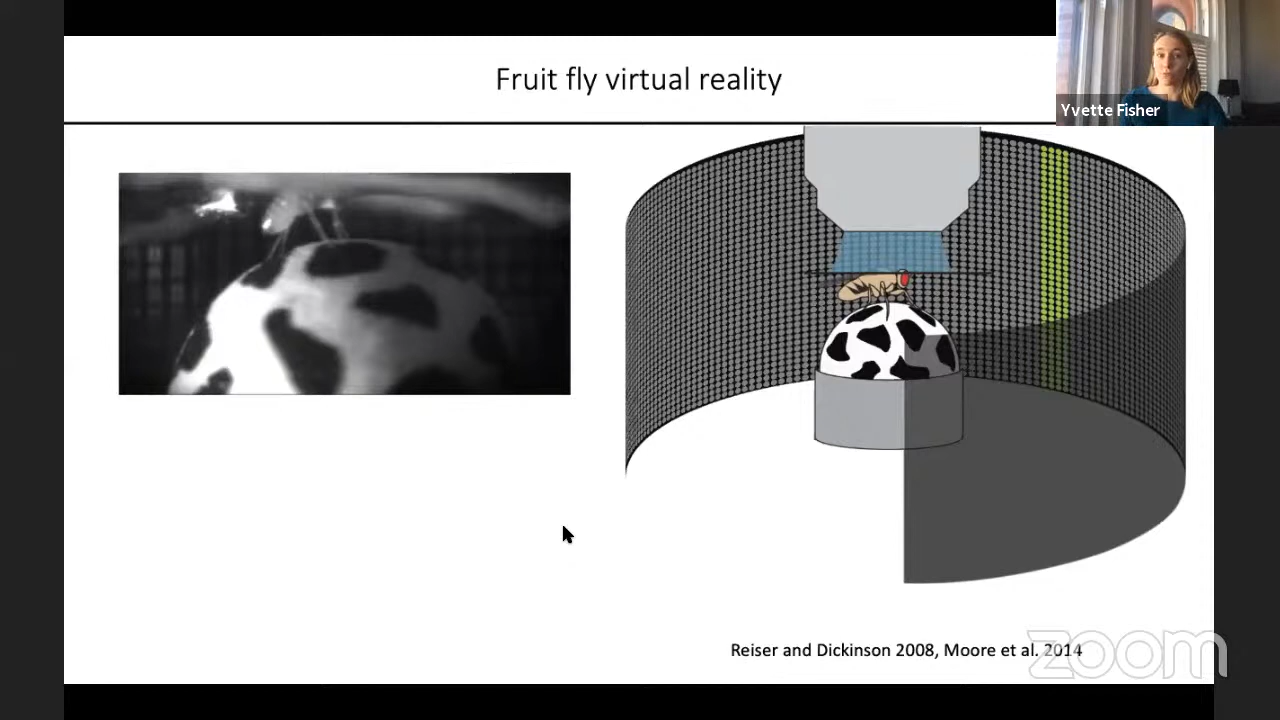 Fruit fly virtual reality
Yvette Fisher
Reiser and Dickinson 2008, Moore et al. 2014
zoom